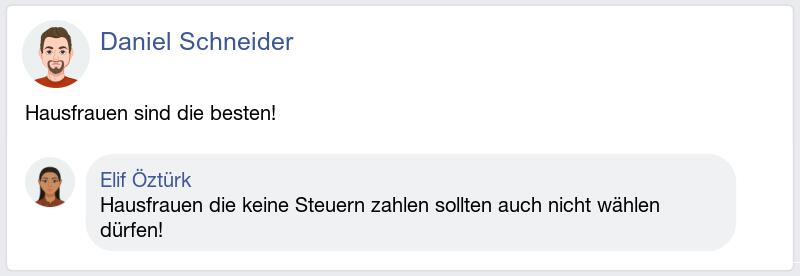 Daniel Schneider
Hausfrauen sind die besten!
Elif Öztürk
Hausfrauen die keine Steuern zahlen sollten auch nicht wählen
dürfen!